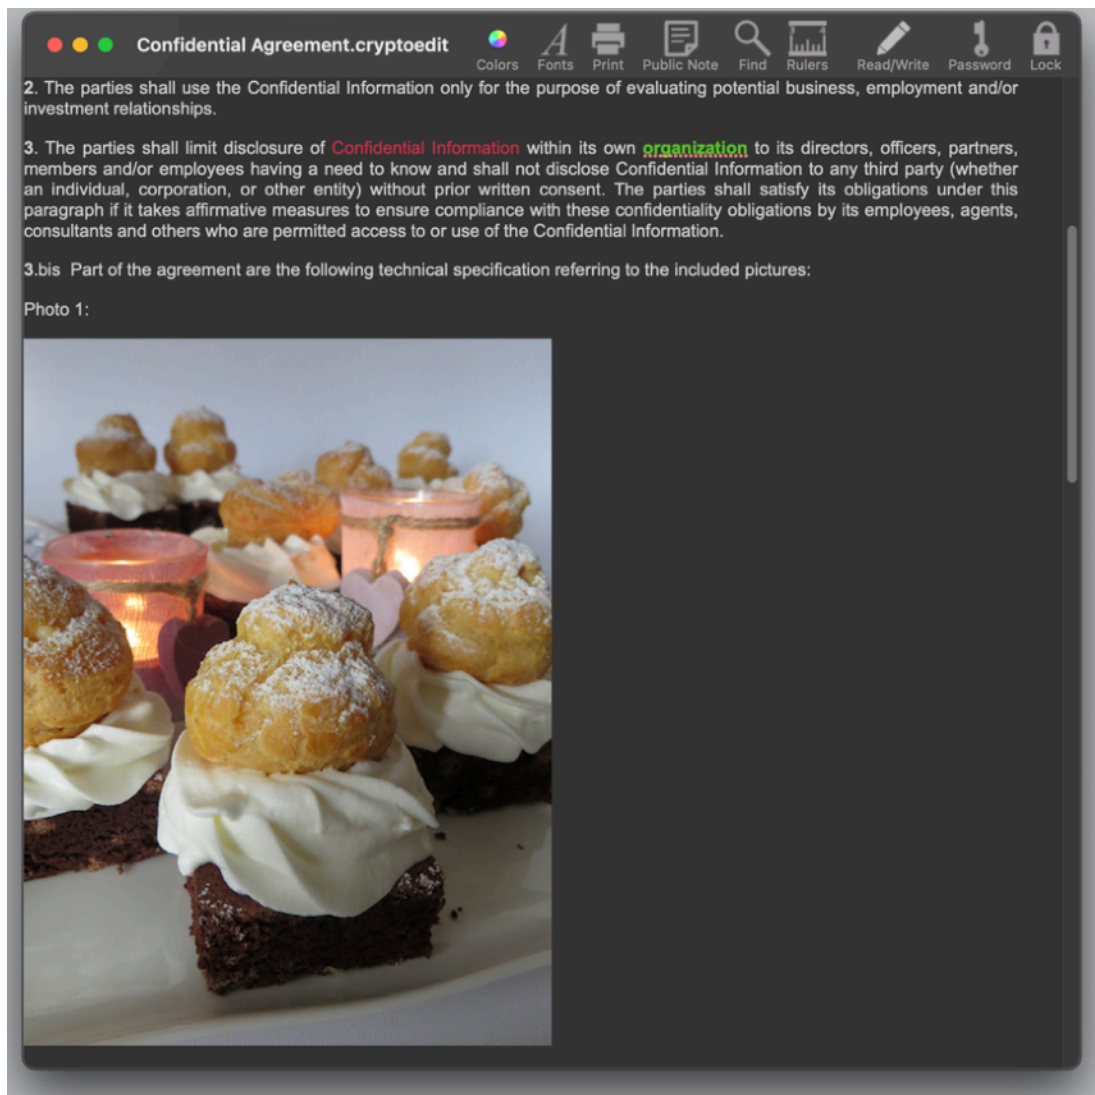 Confidential Agreement.cryptoedit
Colors
Fonts
Print
Public Note
Find
Rulers
Read/Write
Password
Lock
2. The parties shall use the Confidential Information only for the purpose of evaluating potential business, employment and/or
investment relationships.
3. The parties shall limit disclosure of Confidential Information within its own organization to its directors, officers, partners,
members and/or employees having a need to know and shall not disclose Confidential Information to any third party (whether
an individual, corporation, or other entity) without prior written consent. The parties shall satisfy its obligations under this
paragraph if it takes affirmative measures to ensure compliance with these confidentiality obligations by its employees, agents,
consultants and others who are permitted access to or use of the Confidential Information.
3.bis  Part of the agreement are the following technical specification referring to the included pictures:
Photo 1: